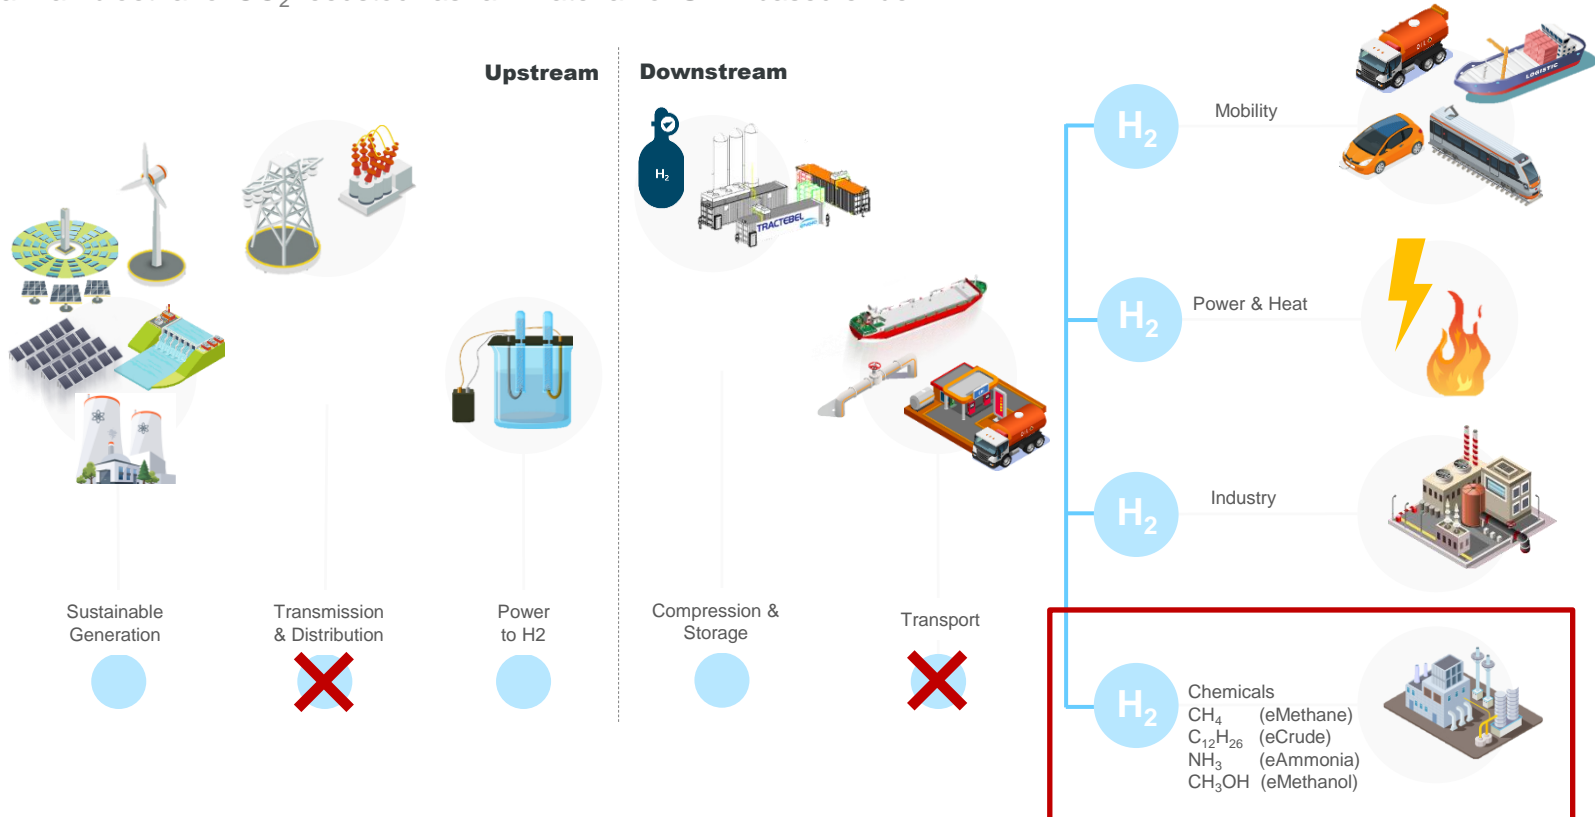 Upstream
Downstream
H₂
Mobility
LOGISTIC
H₂
TRACTEBEL
H₂
Power & Heat
H₂
Industry
Sustainable
Generation
Transmission
& Distribution
Power
to H2
Compression &
Storage
Transport
H₂
Chemicals
CH₄ (eMethane)
C₁₂H₂₆ (eCrude)
NH₃ (eAmmonia)
CH₃OH (eMethanol)